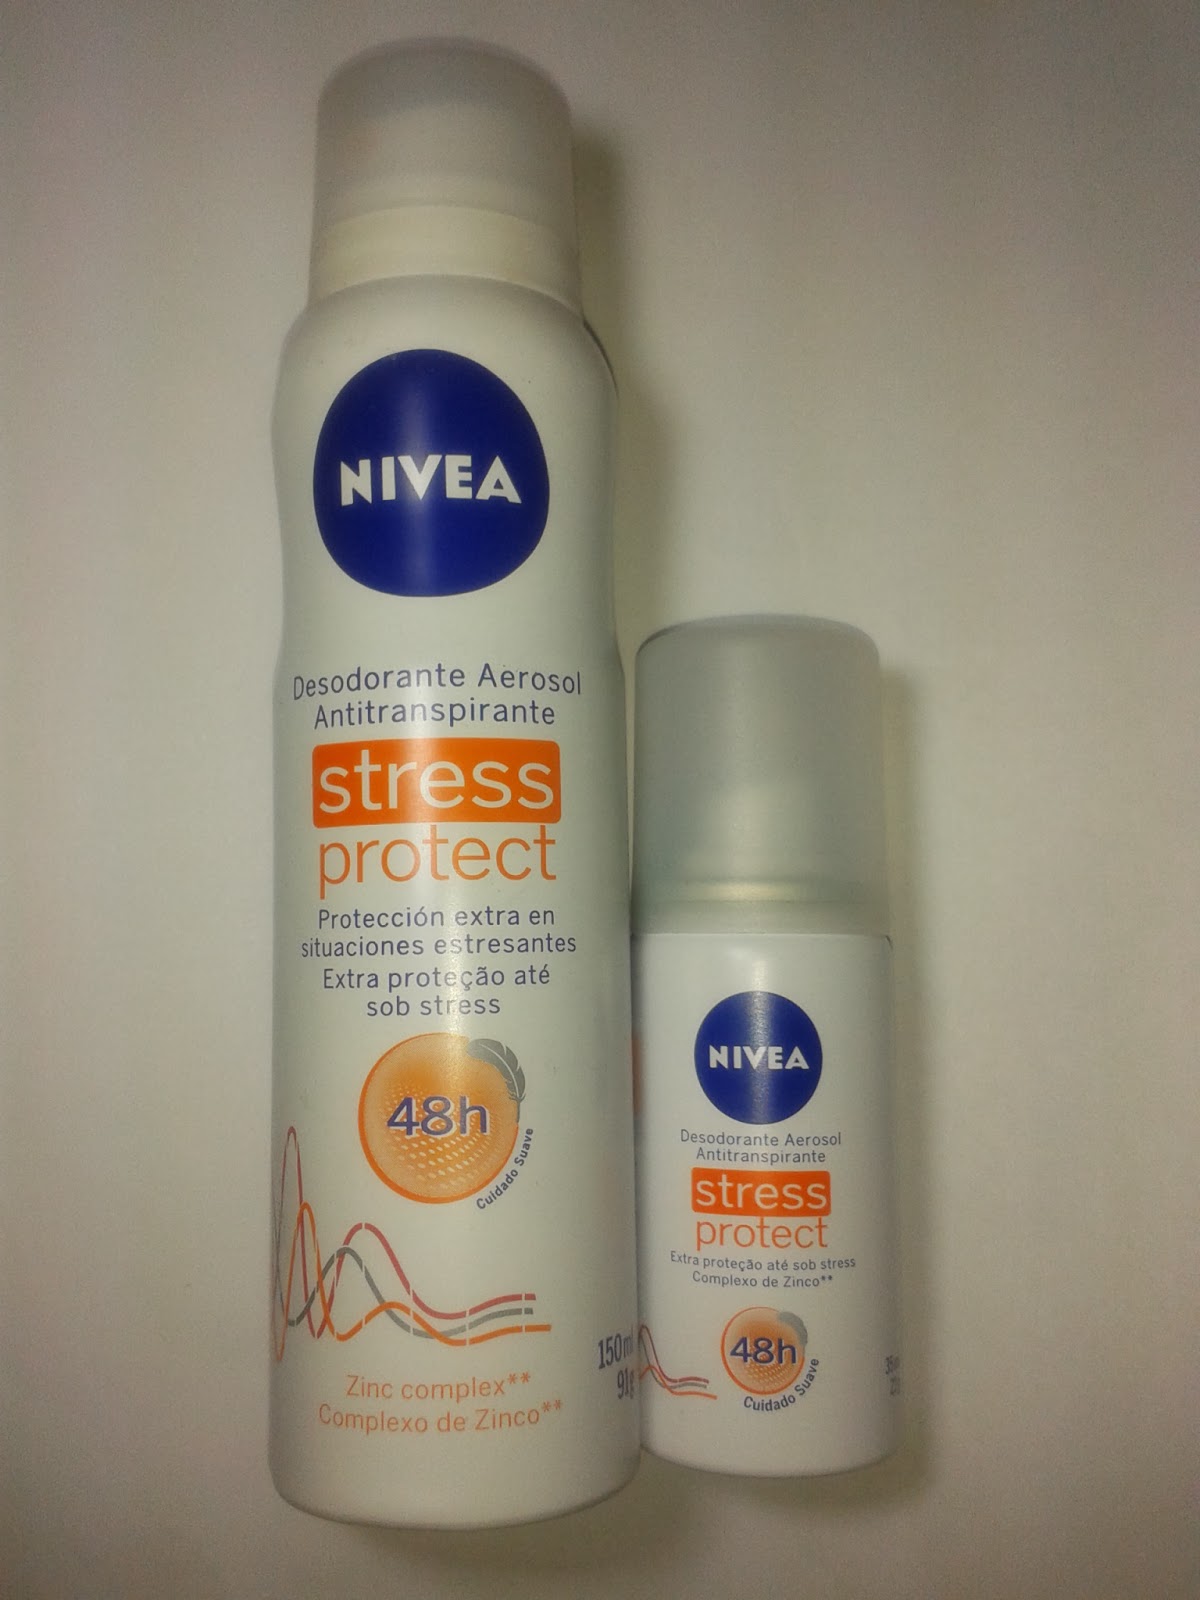 NIVEA
Desodorante Aerosol
Antitranspirante
stress
protect
Protección extra en
situaciones estresantes
Extra proteção até
sob stress
48h
Cuidado Suave
150ml
91g
Zinc complex**
Complexo de Zinco**
NIVEA
Desodorante Aerosol
Antitranspirante
stress
protect
Extra proteção até sob stress
Complexo de Zinco**
48h
Cuidado Suave